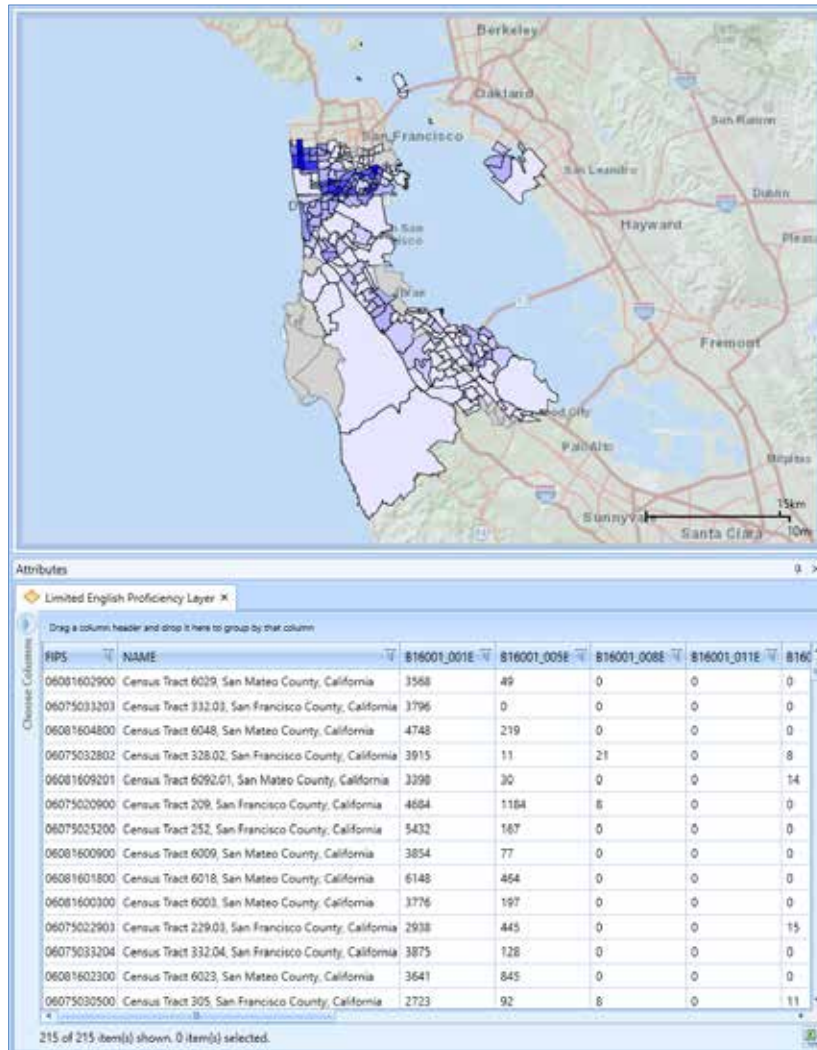 Berkeley
Oakland
San Ramon
San Francisco
San Leandro
Dublin
Hayward
Fremont
Palo Alto
Milpitas
15km
Sunnyvale
Santa Clara
Attributes
Limited English Proficiency Layer ×
Choose Columns
Drag a column header and drop it here to group by that column
FIPS NAME B16001_001E B16001_005E B16001_008E B16001_011E B160
06081602900 Census Tract 6029, San Mateo County, California 3568 49 0 0 0
06075033203 Census Tract 332.03, San Francisco County, California 3796 0 0 0 0
06081604800 Census Tract 6048, San Mateo County, California 4748 219 0 0 0
06075032802 Census Tract 328.02, San Francisco County, California 3915 11 21 0 8
06081609201 Census Tract 6092.01, San Mateo County, California 3398 30 0 0 14
06075020900 Census Tract 209, San Francisco County, California 4684 1184 8 0 0
06075025200 Census Tract 252, San Francisco County, California 5432 167 0 0 0
06081600900 Census Tract 6009, San Mateo County, California 3854 77 0 0 0
06081601800 Census Tract 6018, San Mateo County, California 6148 464 0 0 0
06081600300 Census Tract 6003, San Mateo County, California 3776 197 0 0 0
06075022903 Census Tract 229.03, San Francisco County, California 2938 445 0 0 15
06075033204 Census Tract 332.04, San Francisco County, California 3875 128 0 0 0
06081602300 Census Tract 6023, San Mateo County, California 3641 845 0 0 0
06075030500 Census Tract 305, San Francisco County, California 2723 92 8 0 11
215 of 215 item(s) shown. 0 item(s) selected.